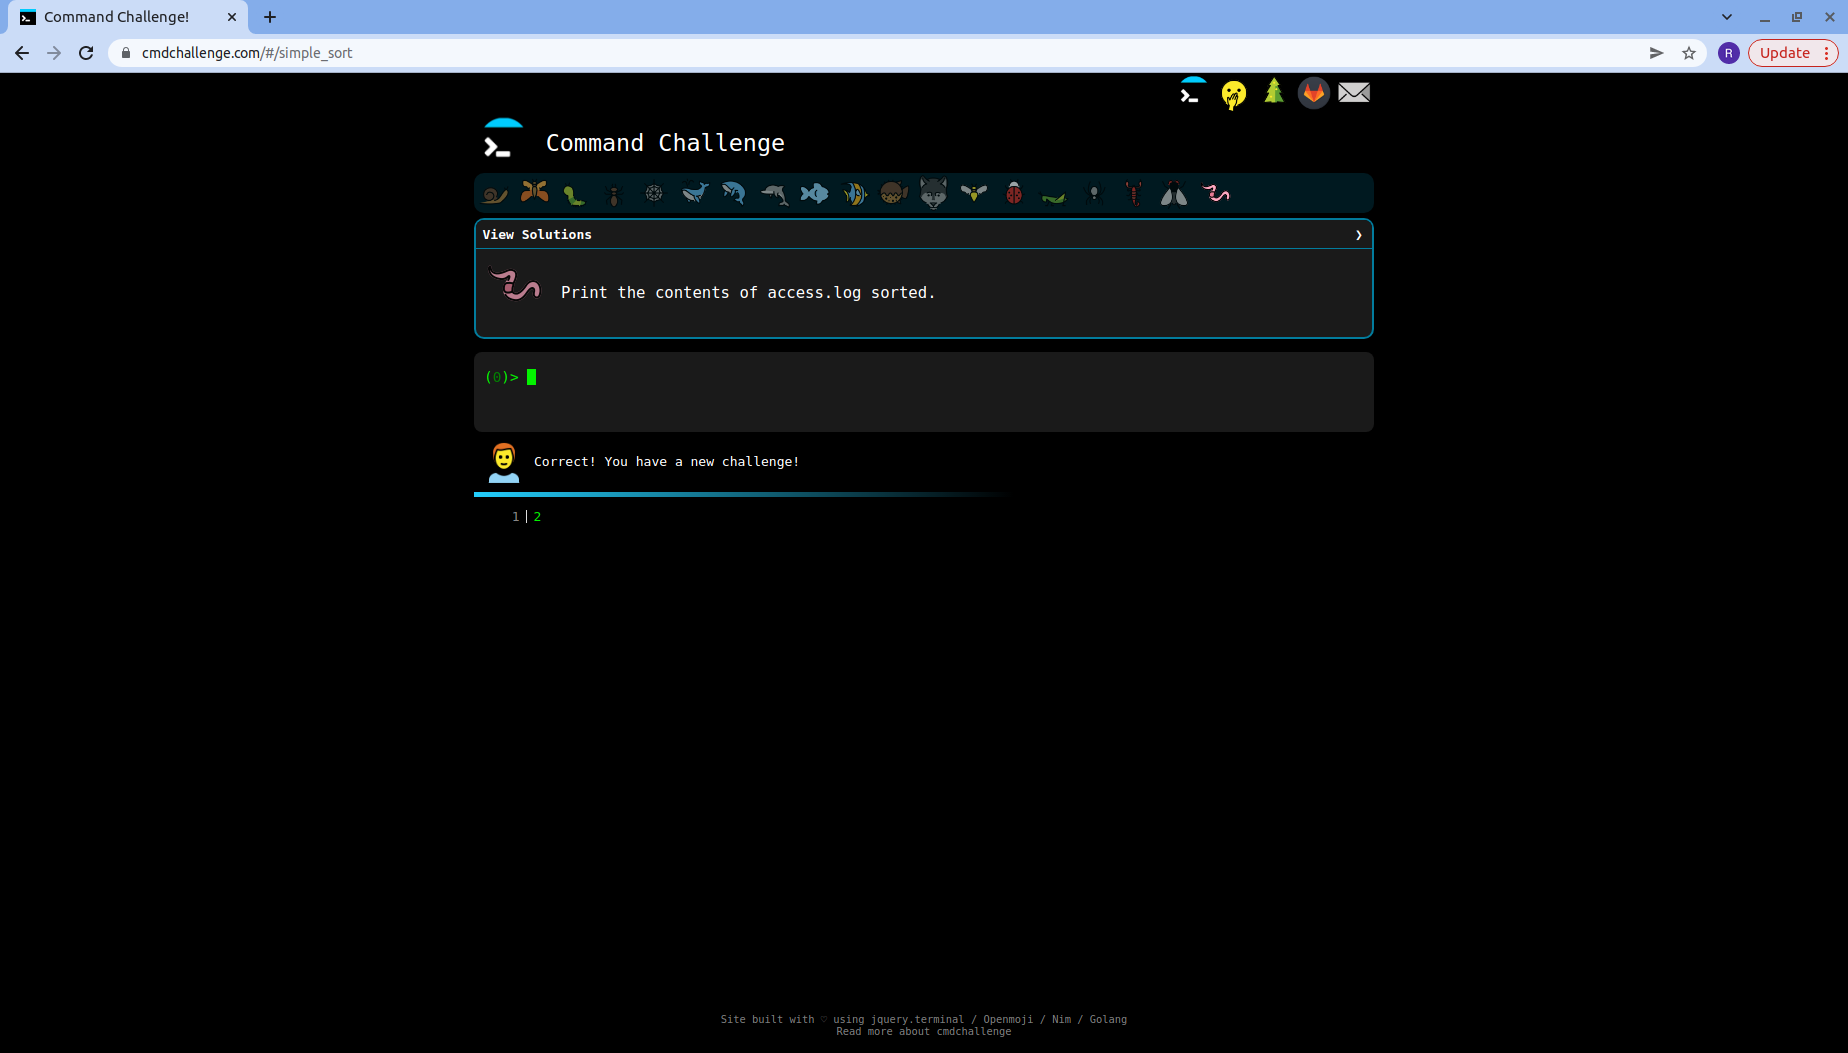 Command Challenge!
cmdchallenge.com/#/simple_sort
R
Update
Command Challenge
View Solutions
Print the contents of access.log sorted.
(0)>
Correct! You have a new challenge!
1 2
Site built with ♡ using jquery.terminal / Openmoji / Nim / Golang
Read more about cmdchallenge